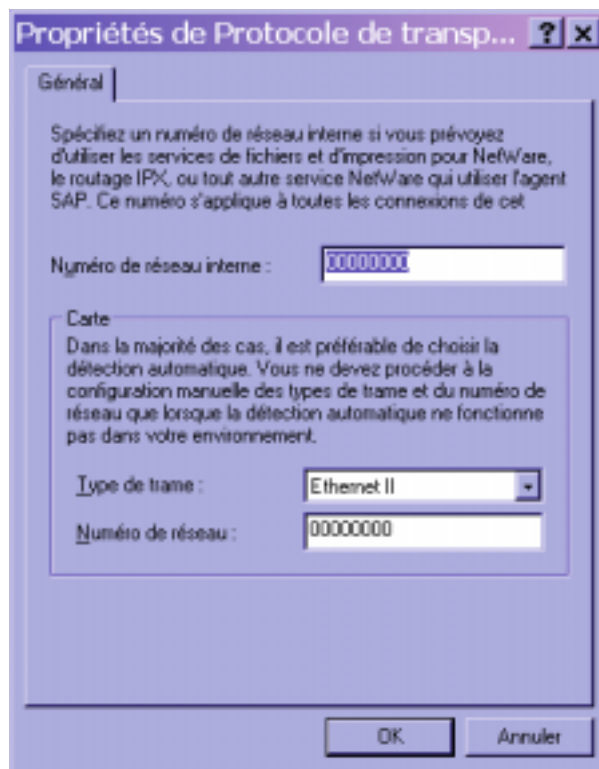 Propriétés de Protocole de transp...
Général
Spécifiez un numéro de réseau interne si vous prévoyez
d'utiliser les services de fichiers et d'impression pour NetWare,
le routage IPX, ou tout autre service NetWare qui utiliser l'agent
SAP. Ce numéro s'applique à toutes les connexions de cet
Numéro de réseau interne : 00000000
Carte
Dans la majorité des cas, il est préférable de choisir la
détection automatique. Vous ne devez procéder à la
configuration manuelle des types de trame et du numéro de
réseau que lorsque la détection automatique ne fonctionne
pas dans votre environnement.
Type de trame : Ethernet II
Numéro de réseau : 00000000
OK Annuler